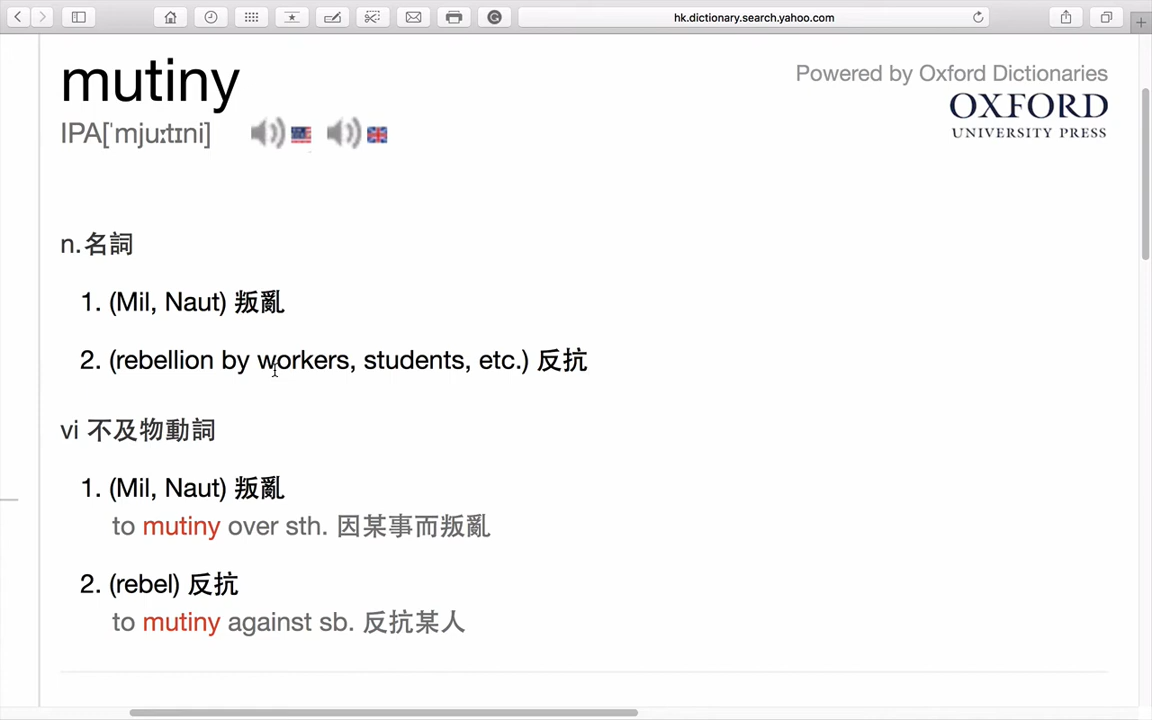 hk.dictionary.search.yahoo.com
mutiny
Powered by Oxford Dictionaries
OXFORD
UNIVERSITY PRESS
IPA[ˈmjuːtɪni]
n.名詞
1. (Mil, Naut) 叛亂
2. (rebellion by workers, students, etc.) 反抗
vi 不及物動詞
1. (Mil, Naut) 叛亂
to mutiny over sth. 因某事而叛亂
2. (rebel) 反抗
to mutiny against sb. 反抗某人